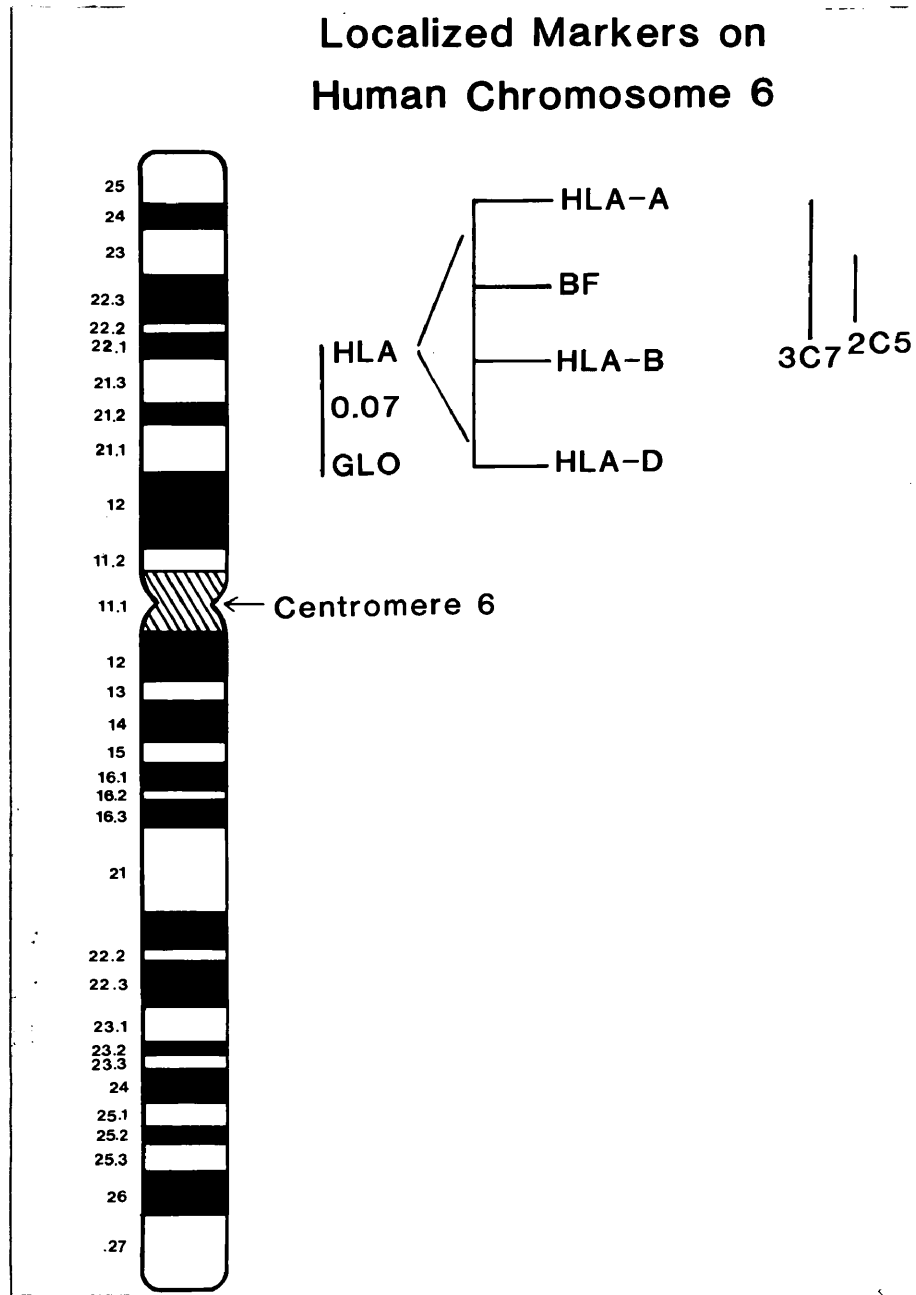 Localized Markers on
Human Chromosome 6
25
24
23
22.3
22.2
22.1
21.3
21.2
21.1
12
11.2
11.1
12
13
14
15
16.1
16.2
16.3
21
22.2
22.3
23.1
23.2
23.3
24
25.1
25.2
25.3
26
.27
HLA
0.07
GLO
HLA-A
BF
HLA-B
HLA-D
3C7
2C5
Centromere 6